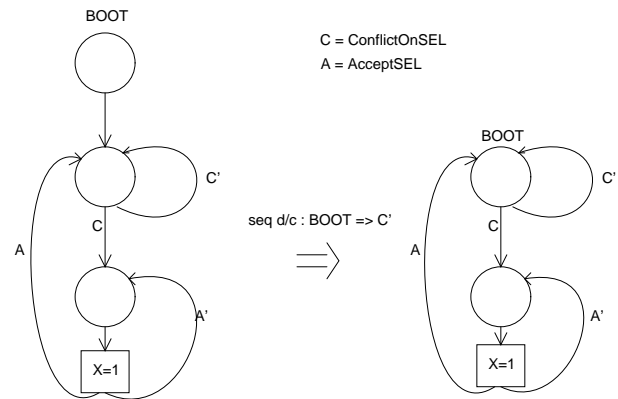 BOOT
C = ConflictOnSEL
A = AcceptSEL
BOOT
C'
C'
seq d/c : BOOT => C'
C
C
A
A
A'
A'
X=1
X=1